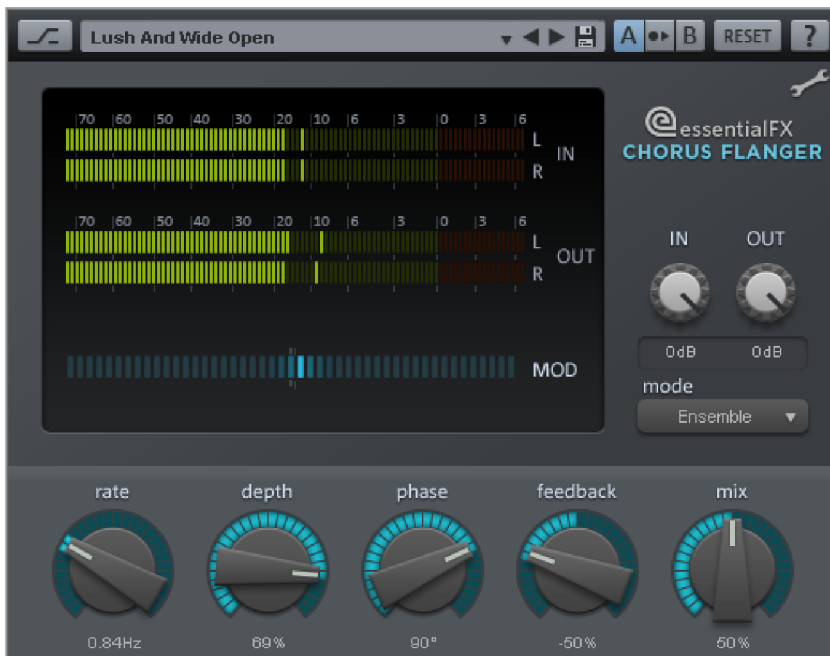 Lush And Wide Open A B RESET ?
essentialFX
CHORUS FLANGER
70 60 50 40 30 20 10 6 3 0 3 6
L
IN
R
70 60 50 40 30 20 10 6 3 0 3 6
L
OUT
R
MOD
IN OUT
0dB 0dB
mode
Ensemble
rate depth phase feedback mix
0.84Hz 69% 90° -50% 50%